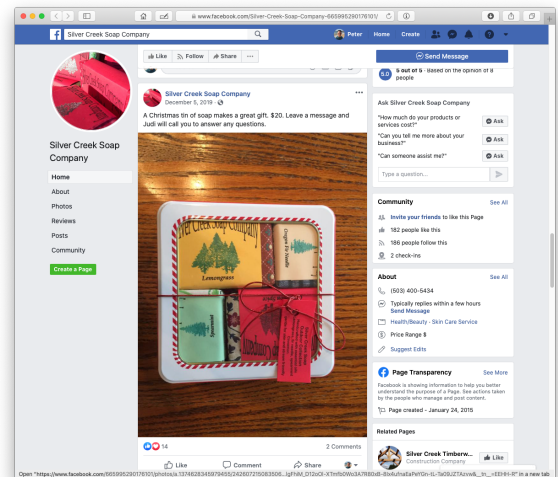 www.facebook.com/Silver-Creek-Soap-Company-665995290176101/
Silver Creek Soap Company
Peter Home Create
Like Follow Share
Send Message
5.0
5 out of 5 · Based on the opinion of 8
people
Silver Creek Soap
Company
Home
About
Photos
Reviews
Posts
Community
Create a Page
Silver Creek Soap Company
December 5, 2019 ·
A Christmas tin of soap makes a great gift. $20. Leave a message and
Judi will call you to answer any questions.
Soap Company
Lemongrass
Oregon Fir Needle
Spearmint
14
2 Comments
Like Comment Share
Ask Silver Creek Soap Company
"How much do your products or
services cost?"
Ask
"Can you tell me more about your
business?"
Ask
"Can someone assist me?"
Ask
Type a question...
Community See All
Invite your friends to like this Page
182 people like this
186 people follow this
2 check-ins
About See All
(503) 400-5434
Typically replies within a few hours
Send Message
Health/Beauty · Skin Care Service
Price Range $
Suggest Edits
Page Transparency See More
Facebook is showing information to help you better
understand the purpose of a Page. See actions taken
by the people who manage and post content.
Page created - January 24, 2015
Related Pages
Silver Creek Timberw...
Construction Company
Like